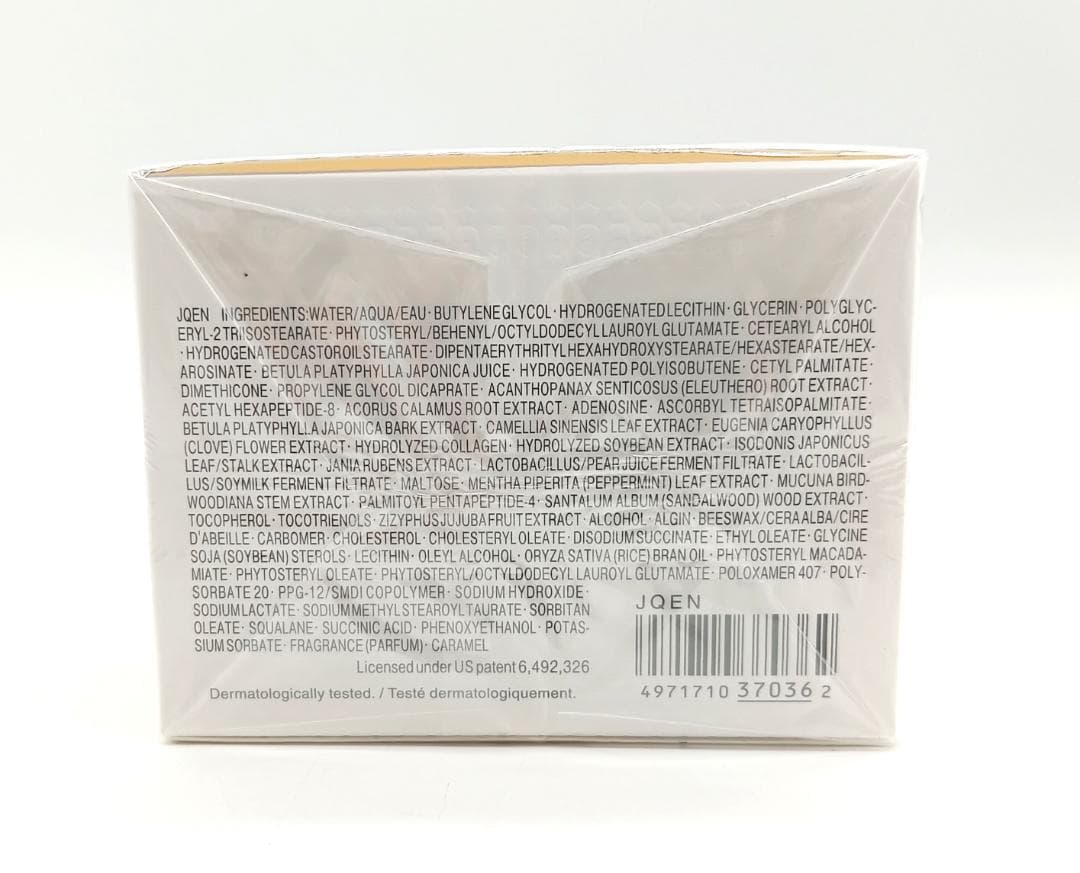 JQEN INGREDIENTS:WATER/AQUA/EAU · BUTYLENE GLYCOL · HYDROGENATED LECITHIN · GLYCERIN · POLYGLYC-
ERYL-2 TRIISOSTEARATE · PHYTOSTERYL/BEHENYL/OCTYLDODECYL LAUROYL GLUTAMATE · CETEARYL ALCOHOL
· HYDROGENATED CASTOR OIL STEARATE · DIPENTAERYTHRITYL HEXAHYDROXYSTEARATE/HEXASTEARATE/HEX-
AROSINATE · BETULA PLATYPHYLLA JAPONICA JUICE · HYDROGENATED POLYISOBUTENE · CETYL PALMITATE ·
DIMETHICONE · PROPYLENE GLYCOL DICAPRATE · ACANTHOPANAX SENTICOSUS (ELEUTHERO) ROOT EXTRACT ·
ACETYL HEXAPEPTIDE-8 · ACORUS CALAMUS ROOT EXTRACT · ADENOSINE · ASCORBYL TETRAISOPALMITATE ·
BETULA PLATYPHYLLA JAPONICA BARK EXTRACT · CAMELLIA SINENSIS LEAF EXTRACT · EUGENIA CARYOPHYLLUS
(CLOVE) FLOWER EXTRACT · HYDROLYZED COLLAGEN · HYDROLYZED SOYBEAN EXTRACT · ISODONIS JAPONICUS
LEAF/STALK EXTRACT · JANIA RUBENS EXTRACT · LACTOBACILLUS/PEAR JUICE FERMENT FILTRATE · LACTOBACIL-
LUS/SOYMILK FERMENT FILTRATE · MALTOSE · MENTHA PIPERITA (PEPPERMINT) LEAF EXTRACT · MUCUNA BIRD-
WOODIANA STEM EXTRACT · PALMITOYL PENTAPEPTIDE-4 · SANTALUM ALBUM (SANDALWOOD) WOOD EXTRACT ·
TOCOPHEROL · TOCOTRIENOLS · ZIZYPHUS JUJUBA FRUIT EXTRACT · ALCOHOL · ALGIN · BEESWAX/CERA ALBA/CIRE
D'ABEILLE · CARBOMER · CHOLESTEROL · CHOLESTERYL OLEATE · DISODIUM SUCCINATE · ETHYL OLEATE · GLYCINE
SOJA (SOYBEAN) STEROLS · LECITHIN · OLEYL ALCOHOL · ORYZA SATIVA (RICE) BRAN OIL · PHYTOSTERYL MACADA-
MIATE · PHYTOSTERYL OLEATE · PHYTOSTERYL/OCTYLDODECYL LAUROYL GLUTAMATE · POLOXAMER 407 · POLY-
SORBATE 20 · PPG-12/SMDI COPOLYMER · SODIUM HYDROXIDE ·
SODIUM LACTATE · SODIUM METHYL STEAROYL TAURATE · SORBITAN
OLEATE · SQUALANE · SUCCINIC ACID · PHENOXYETHANOL · POTAS-
SIUM SORBATE · FRAGRANCE (PARFUM) · CARAMEL
Licensed under US patent 6,492,326
Dermatologically tested. / Testé dermatologiquement.
JQEN
4971710 37036 2